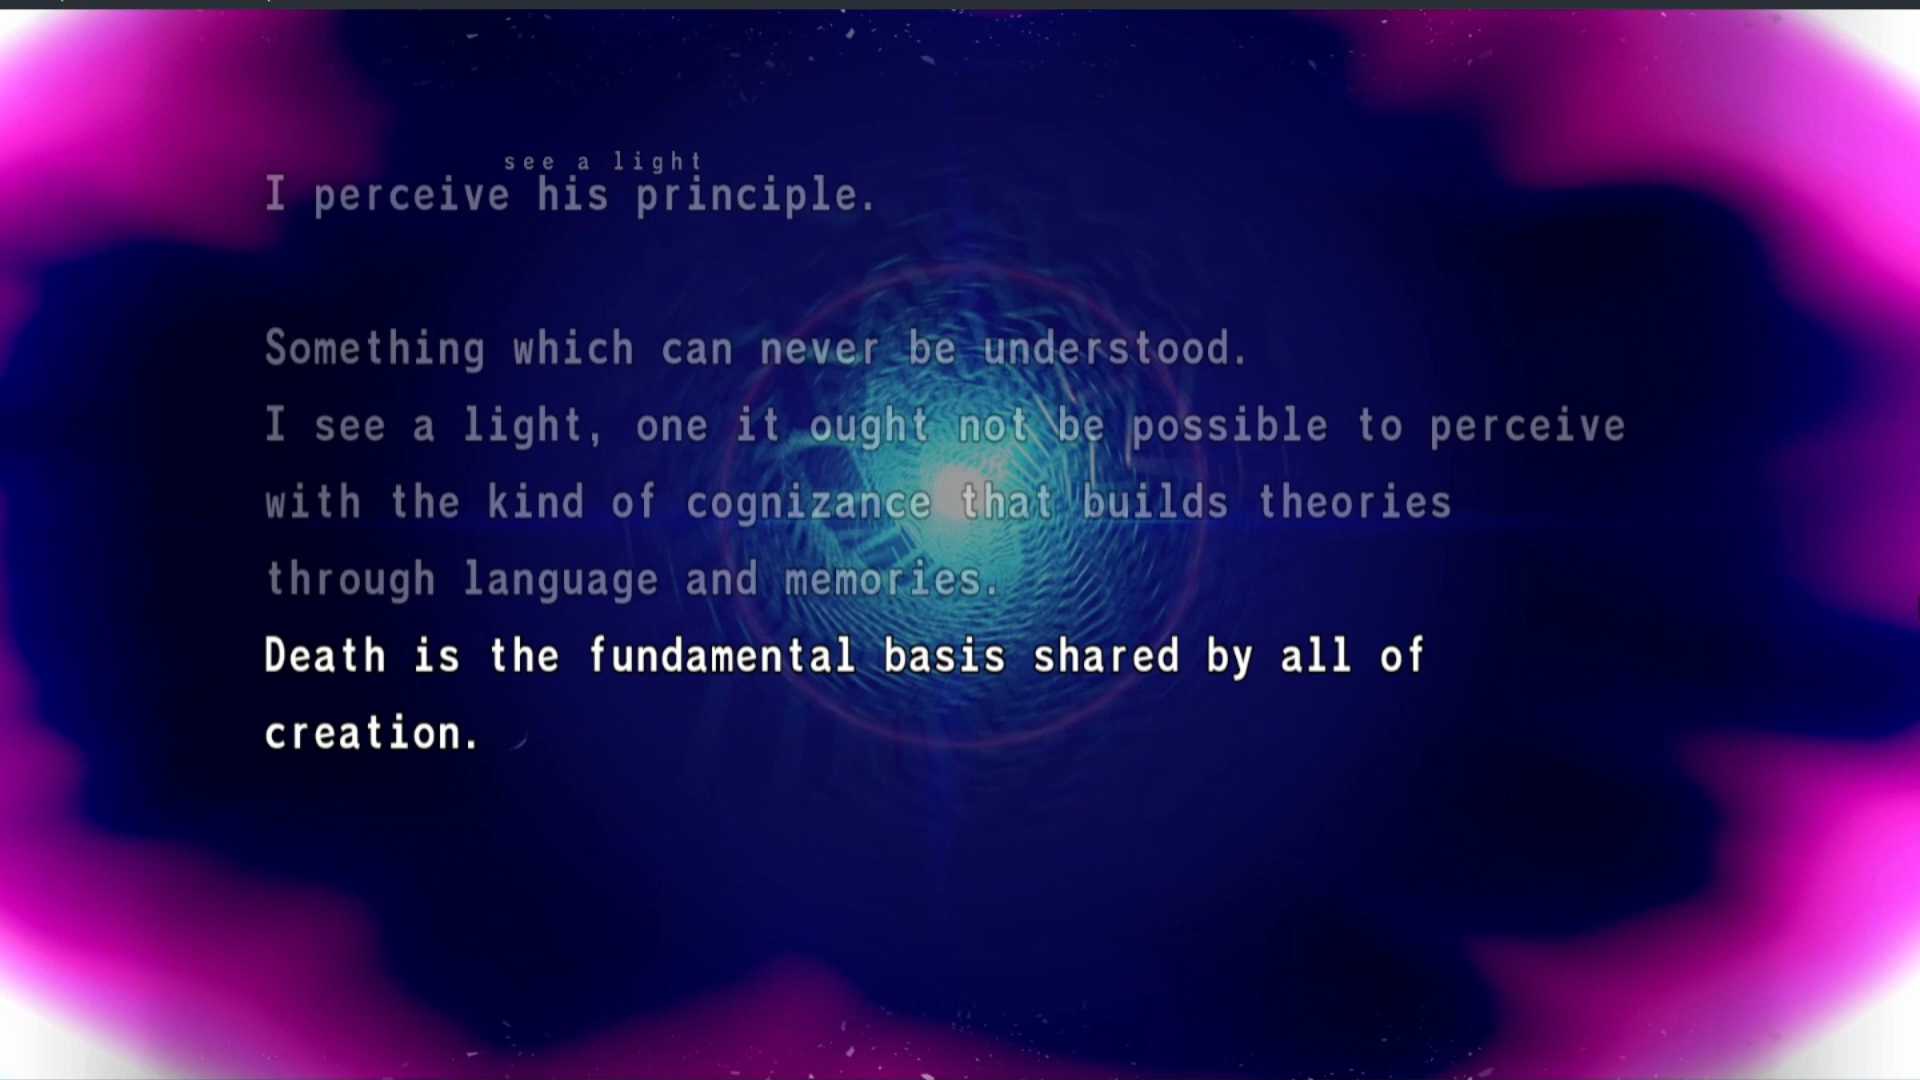 see a light
I perceive his principle.
Something which can never be understood.
I see a light, one it ought not be possible to perceive
with the kind of cognizance that builds theories
through language and memories.
Death is the fundamental basis shared by all of
creation.